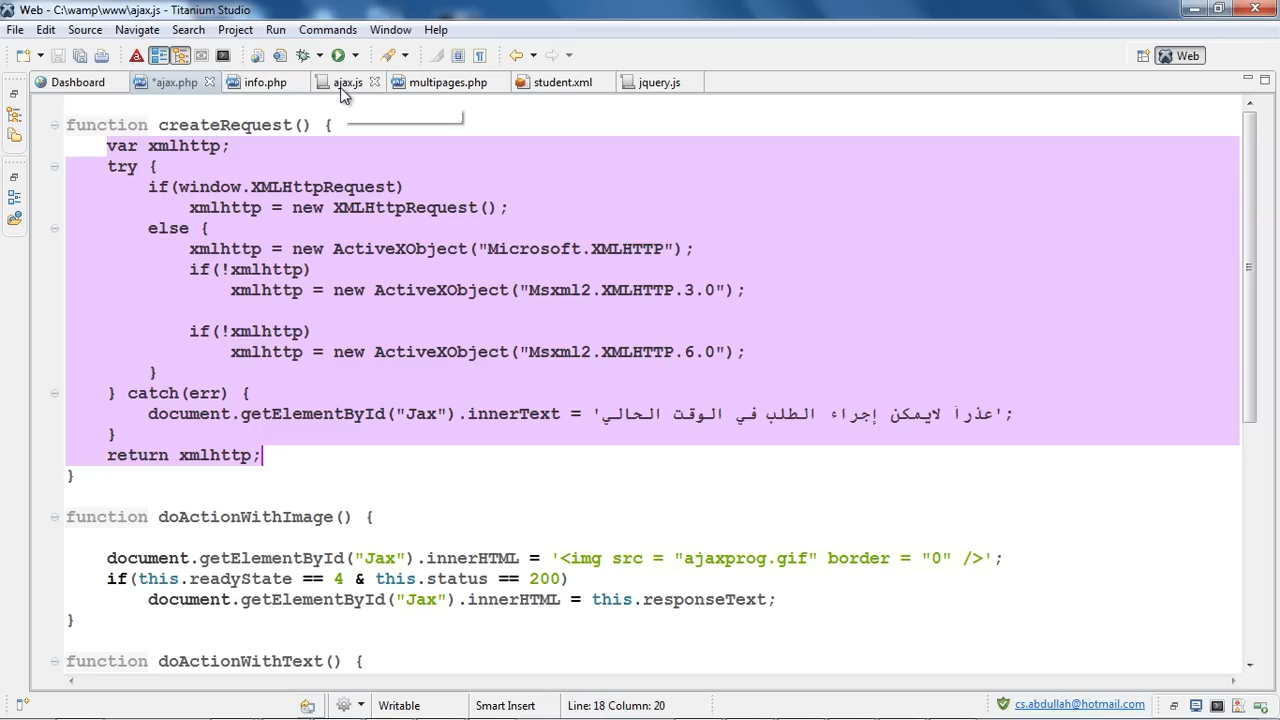 Web - C:\wamp\www\ajax.js - Titanium Studio
File Edit Source Navigate Search Project Run Commands Window Help
Web
Dashboard *ajax.php info.php ajax.js multipages.php student.xml jquery.js
function createRequest() {
var xmlhttp;
try {
if(window.XMLHttpRequest)
xmlhttp = new XMLHttpRequest();
else {
xmlhttp = new ActiveXObject("Microsoft.XMLHTTP");
if(!xmlhttp)
xmlhttp = new ActiveXObject("Msxml2.XMLHTTP.3.0");
if(!xmlhttp)
xmlhttp = new ActiveXObject("Msxml2.XMLHTTP.6.0");
}
} catch(err) {
document.getElementById("Jax").innerText = 'عذراً لايمكن إجراء الطلب في الوقت الحالي';
}
return xmlhttp;
}
function doActionWithImage() {
document.getElementById("Jax").innerHTML = '<img src = "ajaxprog.gif" border = "0" />';
if(this.readyState == 4 & this.status == 200)
document.getElementById("Jax").innerHTML = this.responseText;
}
function doActionWithText() {
Writable Smart Insert Line: 18 Column: 20 cs.abdullah@hotmail.com